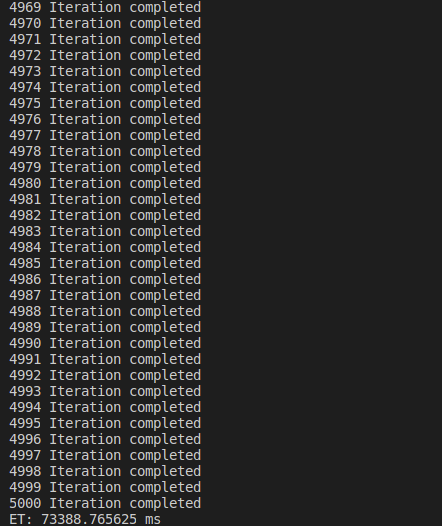 4969 Iteration completed
4970 Iteration completed
4971 Iteration completed
4972 Iteration completed
4973 Iteration completed
4974 Iteration completed
4975 Iteration completed
4976 Iteration completed
4977 Iteration completed
4978 Iteration completed
4979 Iteration completed
4980 Iteration completed
4981 Iteration completed
4982 Iteration completed
4983 Iteration completed
4984 Iteration completed
4985 Iteration completed
4986 Iteration completed
4987 Iteration completed
4988 Iteration completed
4989 Iteration completed
4990 Iteration completed
4991 Iteration completed
4992 Iteration completed
4993 Iteration completed
4994 Iteration completed
4995 Iteration completed
4996 Iteration completed
4997 Iteration completed
4998 Iteration completed
4999 Iteration completed
5000 Iteration completed
ET: 73388.765625 ms